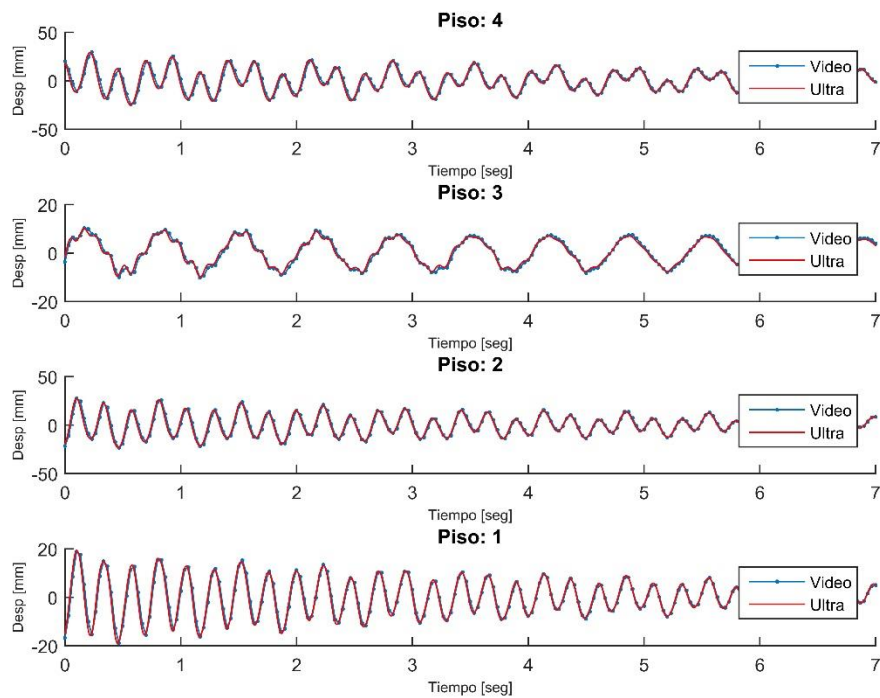 Piso: 4
50
0
-50
Desp [mm]
Video
Ultra
0 1 2 3 4 5 6 7
Tiempo [seg]
Piso: 3
20
0
-20
Desp [mm]
Video
Ultra
0 1 2 3 4 5 6 7
Tiempo [seg]
Piso: 2
50
0
-50
Desp [mm]
Video
Ultra
0 1 2 3 4 5 6 7
Tiempo [seg]
Piso: 1
20
0
-20
Desp [mm]
Video
Ultra
0 1 2 3 4 5 6 7
Tiempo [seg]